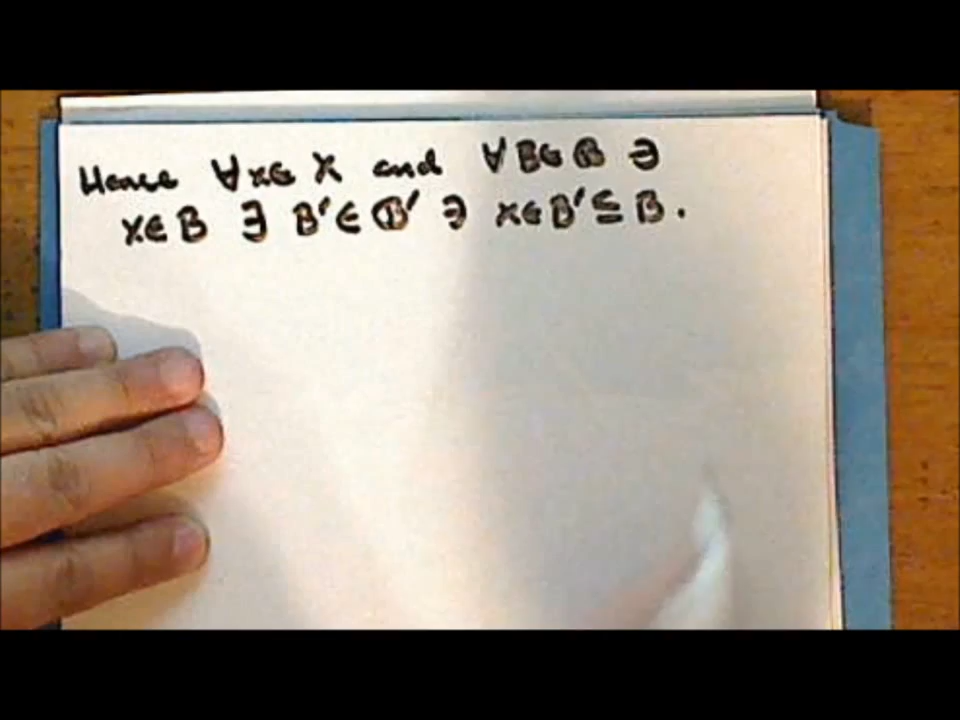 Hence ∀x∈ X and ∀ B∈ 𝔹 ∋
x∈ B ∃ B'∈ 𝔹' ∋ x∈ B' ⊆ B.